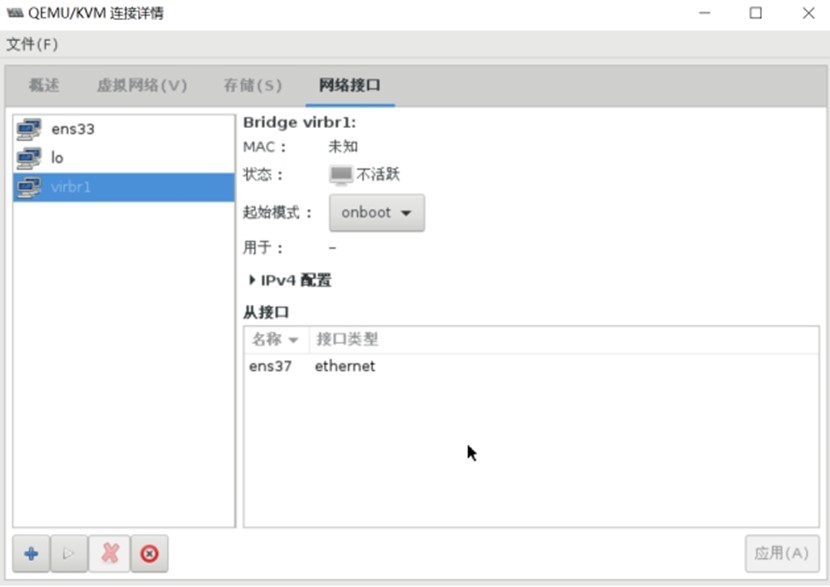 QEMU/KVM 连接详情
文件(F)
概述 虚拟网络(V) 存储(S) 网络接口
ens33
lo
virbr1
Bridge virbr1:
MAC： 未知
状态： 不活跃
起始模式： onboot
用于： –
IPv4 配置
从接口
名称 接口类型
ens37 ethernet
应用(A)